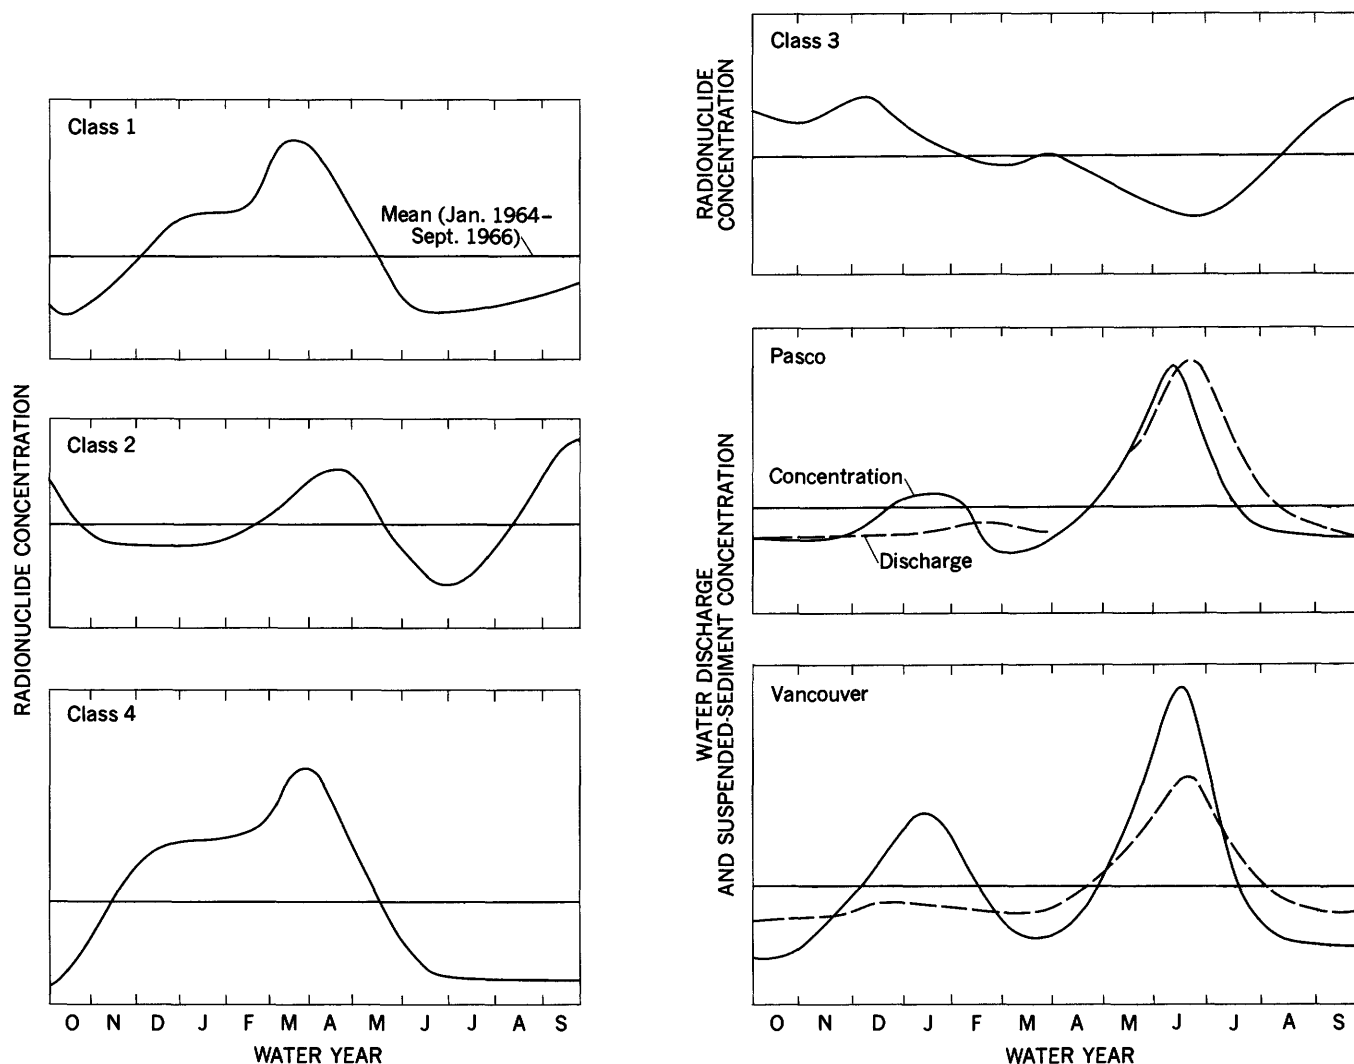 RADIONUCLIDE CONCENTRATION
Class 1
Mean (Jan. 1964–
Sept. 1966)
Class 2
Class 4
O N D J F M A M J J A S
WATER YEAR
RADIONUCLIDE
CONCENTRATION
Class 3
WATER DISCHARGE
AND SUSPENDED-SEDIMENT CONCENTRATION
Pasco
Concentration
Discharge
Vancouver
O N D J F M A M J J A S
WATER YEAR